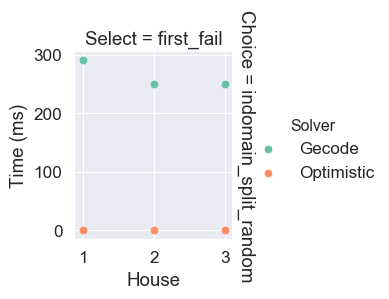 Select = first_fail
Choice = indomain_split_random
300
200
100
0
Time (ms)
1 2 3
House
Solver
Gecode
Optimistic